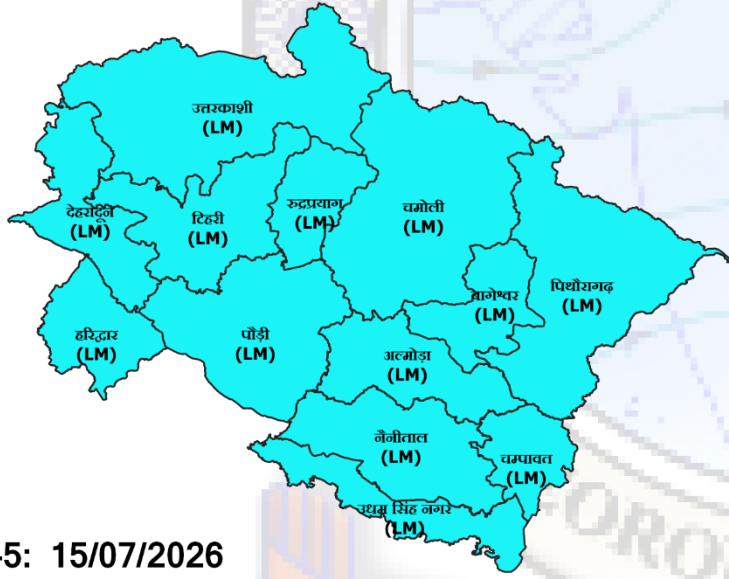 उत्तरकाशी
(LM)
देहरादून
(LM)
टिहरी
(LM)
रुद्रप्रयाग
(LM)
चमोली
(LM)
बागेश्वर
(LM)
पिथौरागढ़
(LM)
हरिद्वार
(LM)
पौड़ी
(LM)
अल्मोड़ा
(LM)
नैनीताल
(LM)
चम्पावत
(LM)
उधम सिंह नगर
(LM)
-5: 15/07/2026